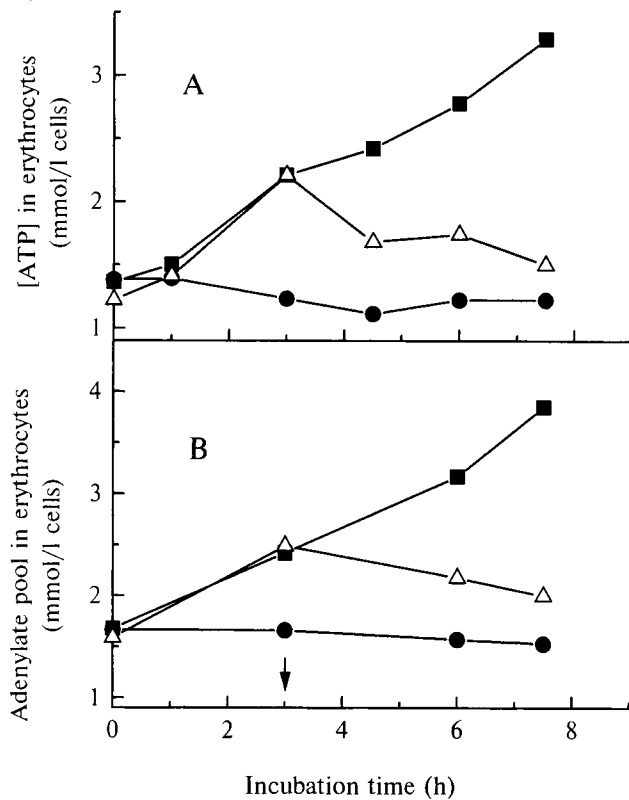 A
[ATP] in erythrocytes
(mmol/l cells)
3
2
1
B
Adenylate pool in erythrocytes
(mmol/l cells)
4
3
2
1
0
2
4
6
8
Incubation time (h)